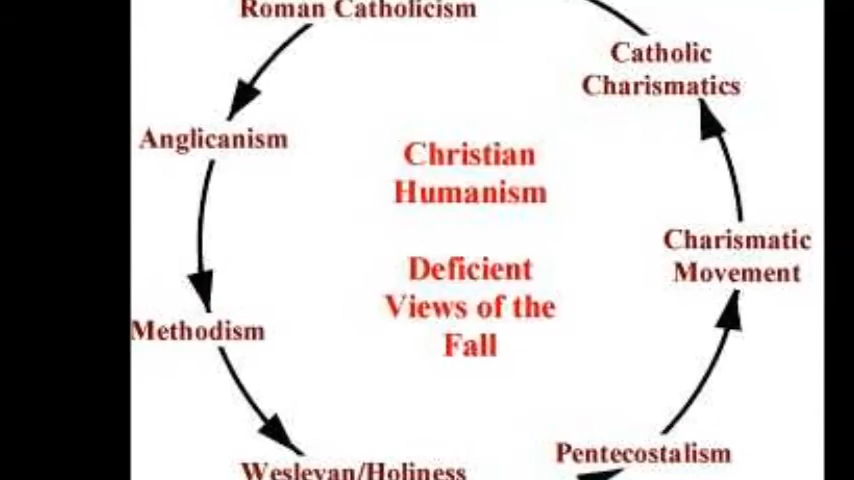 Roman Catholicism
Catholic
Charismatics
Anglicanism
Christian
Humanism
Charismatic
Movement
Deficient
Views of the
Fall
Methodism
Pentecostalism
Wesleyan/Holiness